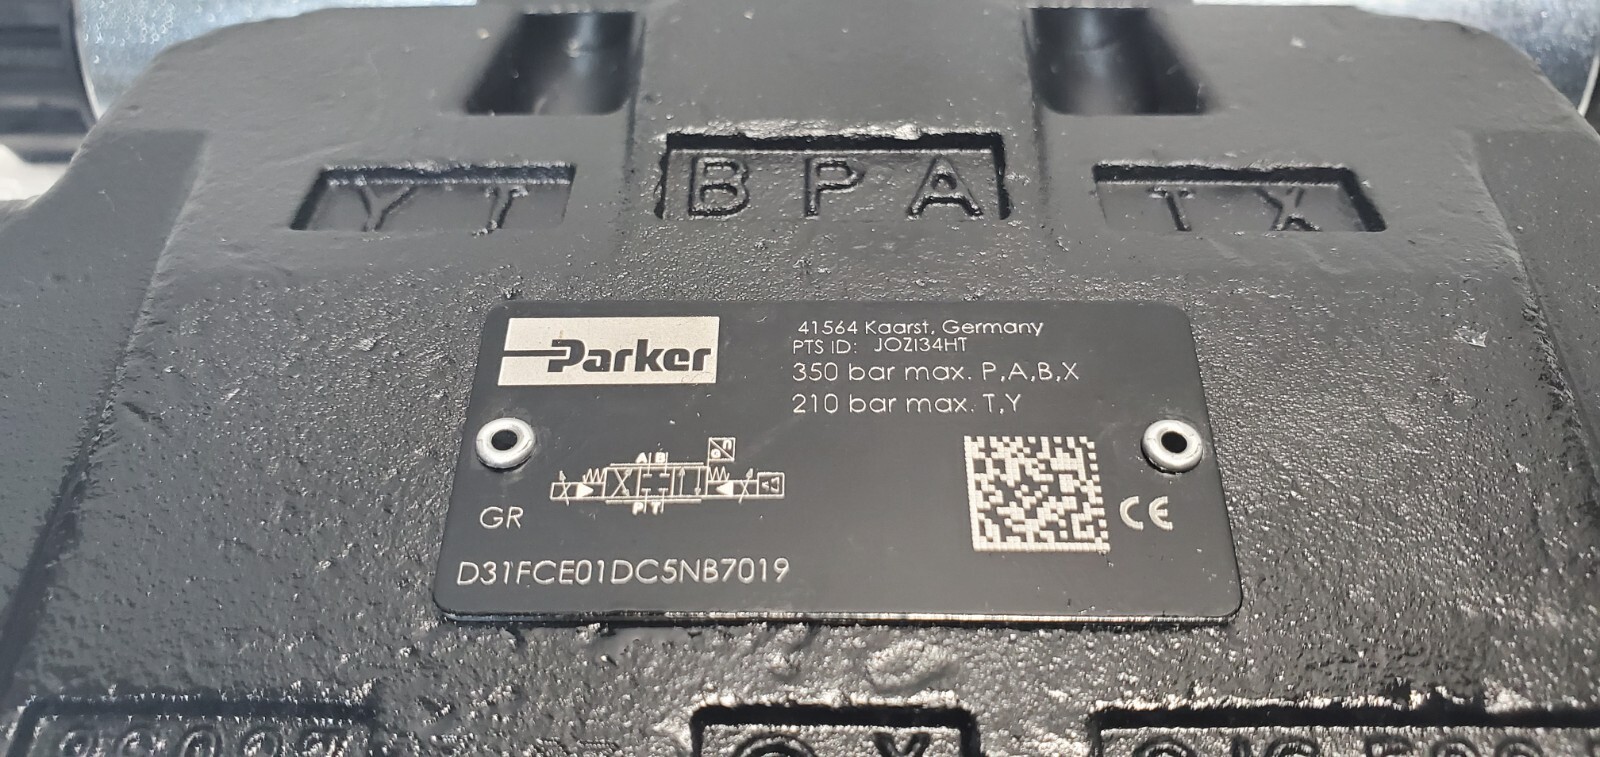 Y T
B P A
T X
Parker
41564 Kaarst, Germany
PTS ID: JOZI34HT
350 bar max. P,A,B,X
210 bar max. T,Y
A B
P T
GR
CE
D31FCE01DC5NB7019